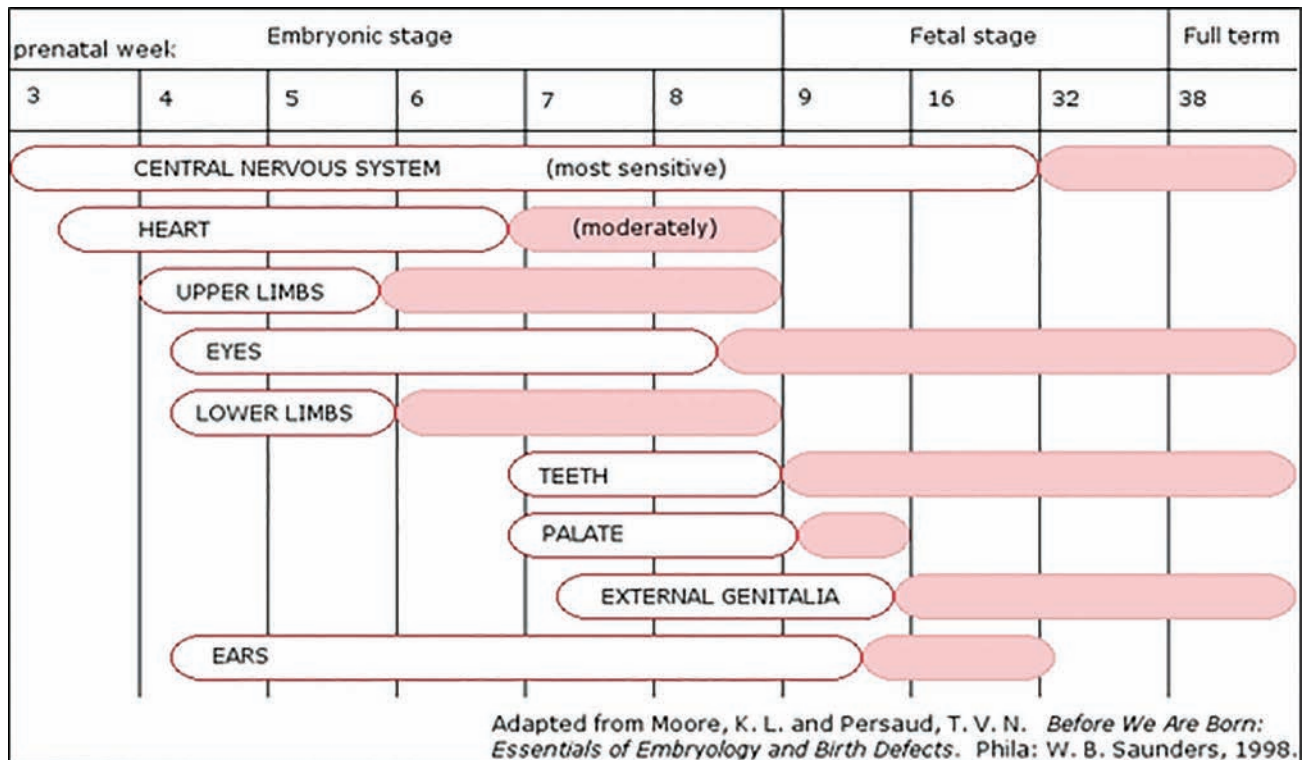 prenatal week Embryonic stage Fetal stage Full term
3 4 5 6 7 8 9 16 32 38
CENTRAL NERVOUS SYSTEM (most sensitive)
HEART (moderately)
UPPER LIMBS
EYES
LOWER LIMBS
TEETH
PALATE
EXTERNAL GENITALIA
EARS
Adapted from Moore, K. L. and Persaud, T. V. N. Before We Are Born:
Essentials of Embryology and Birth Defects. Phila: W. B. Saunders, 1998.